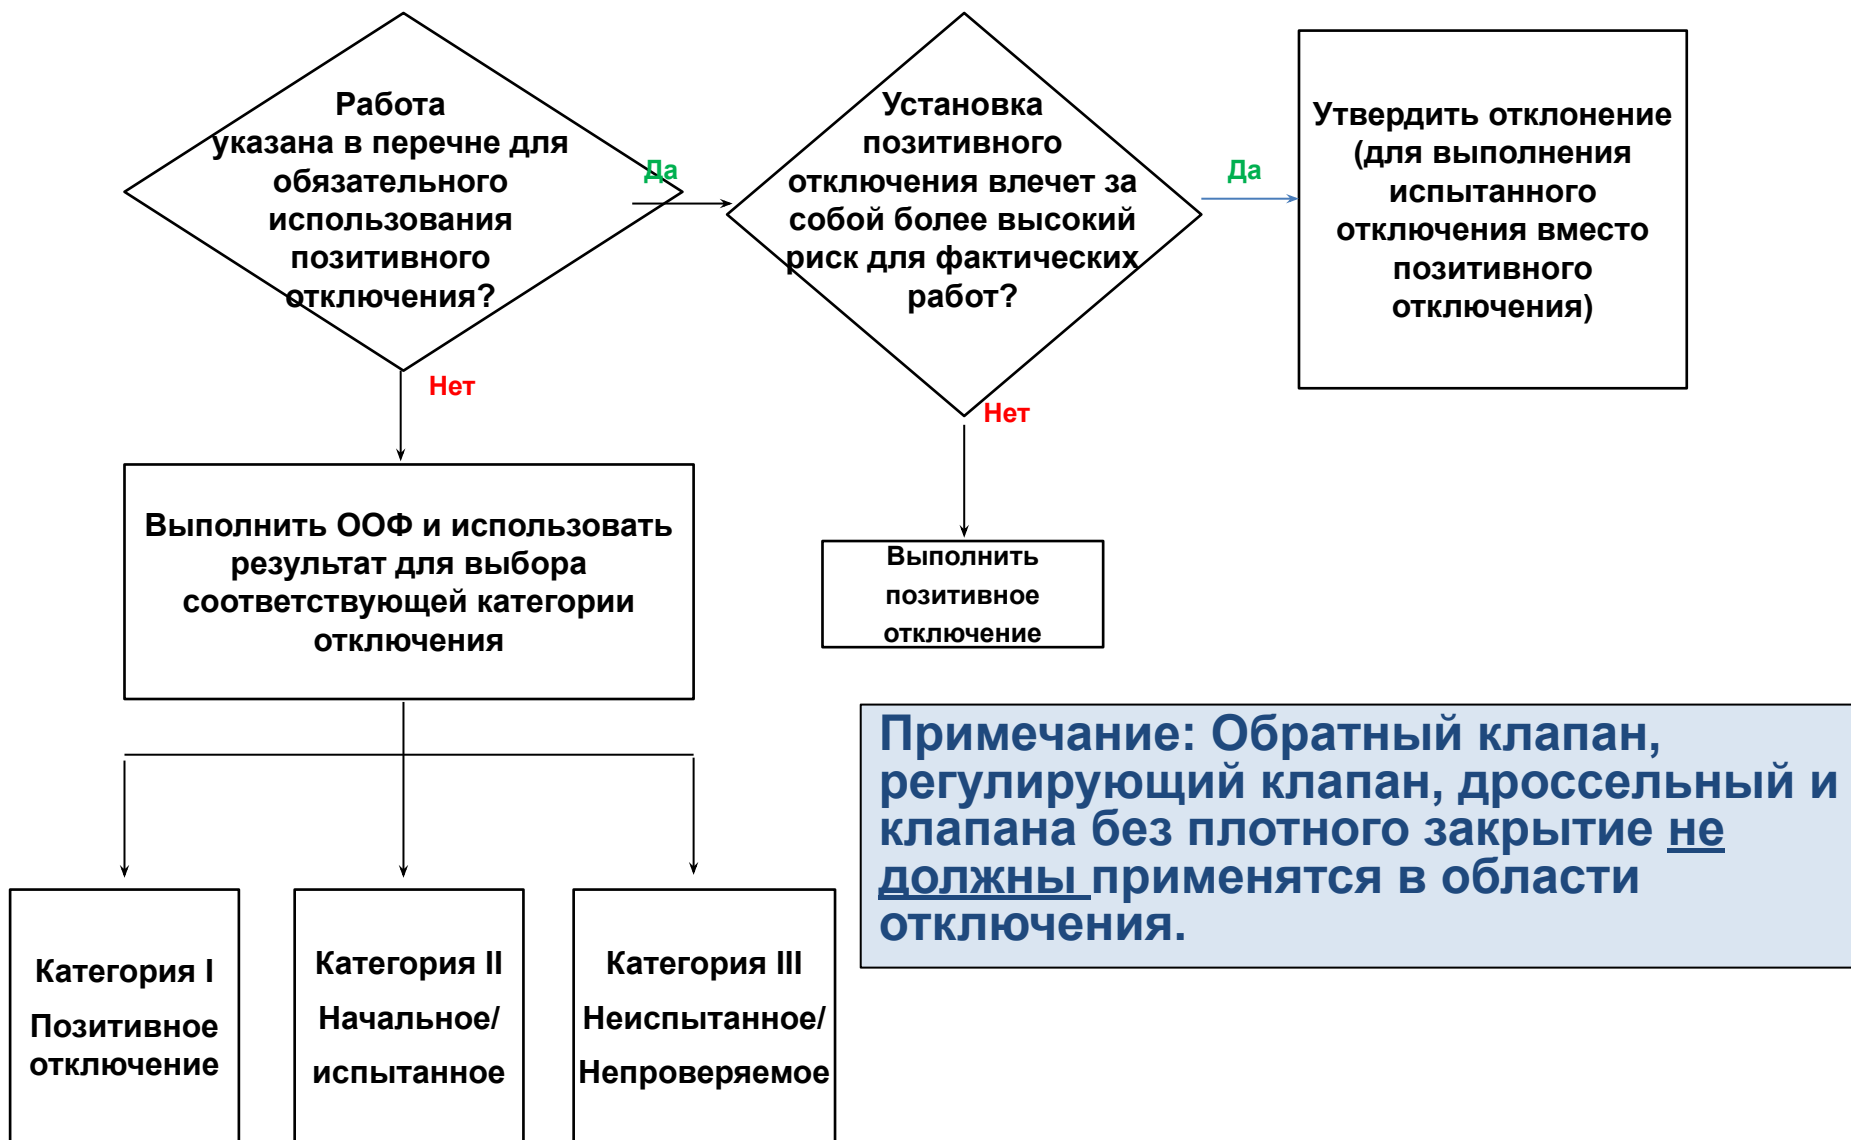 Работа
указана в перечне для
обязательного
использования
позитивного
отключения?
Да
Нет
Установка
позитивного
отключения влечет за
собой более высокий
риск для фактических
работ?
Да
Нет
Утвердить отклонение
(для выполнения
испытанного
отключения вместо
позитивного
отключения)
Выполнить ООФ и использовать
результат для выбора
соответствующей категории
отключения
Выполнить
позитивное
отключение
Примечание: Обратный клапан,
регулирующий клапан, дроссельный и
клапана без плотного закрытие не
должны применятся в области
отключения.
Категория I
Позитивное
отключение
Категория II
Начальное/
испытанное
Категория III
Неиспытанное/
Непроверяемое